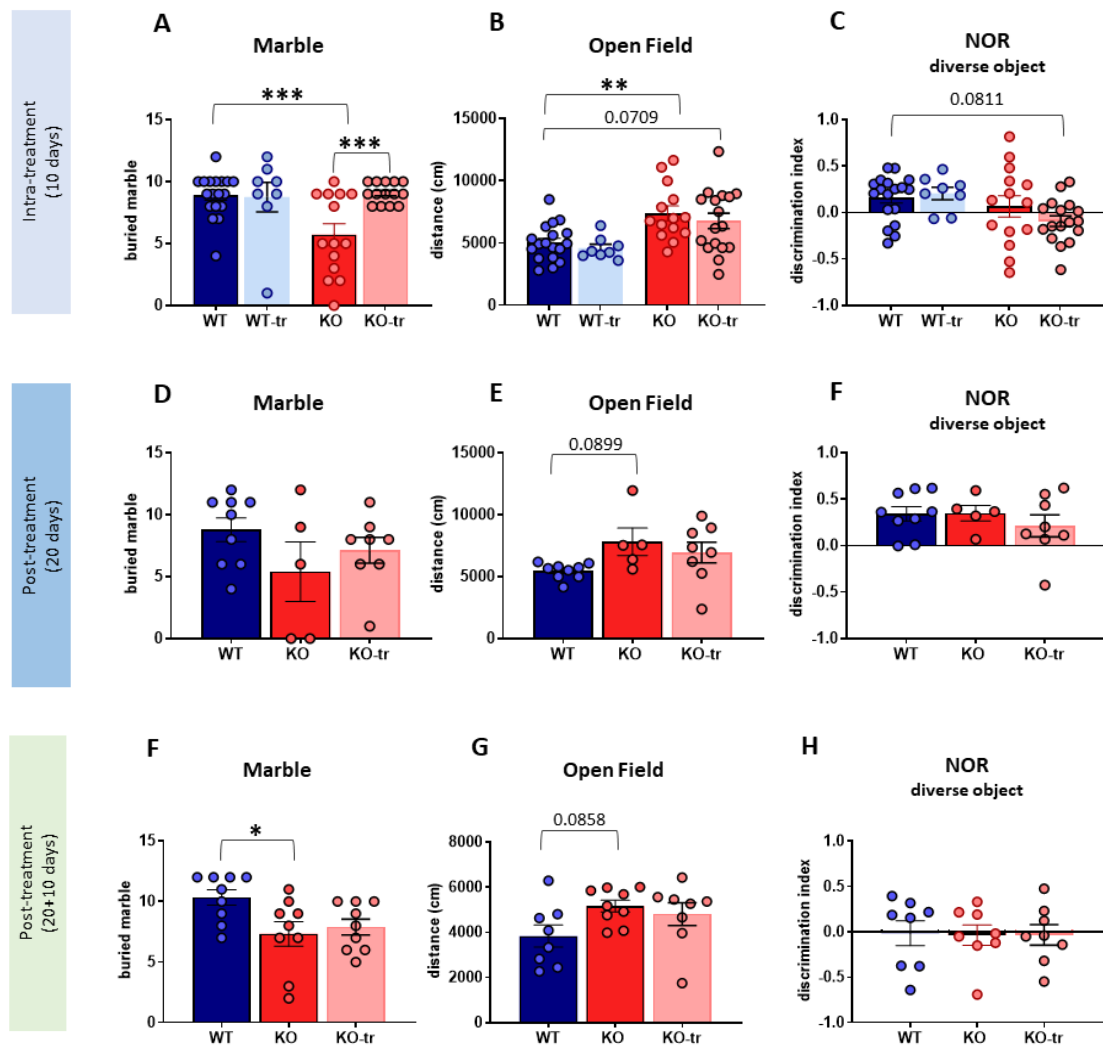 Intra-treatment
(10 days)
A
Marble
buried marble
15
10
5
0
***
***
WT
WT-tr
KO
KO-tr
B
Open Field
distance (cm)
15000
10000
5000
0
**
0.0709
WT
WT-tr
KO
KO-tr
C
NOR
diverse object
discrimination index
1.0
0.5
0.0
-0.5
-1.0
0.0811
WT
WT-tr
KO
KO-tr
Post-treatment
(20 days)
D
Marble
buried marble
15
10
5
0
WT
KO
KO-tr
E
Open Field
distance (cm)
15000
10000
5000
0
0.0899
WT
KO
KO-tr
F
NOR
diverse object
discrimination index
1.0
0.5
0.0
-0.5
-1.0
WT
KO
KO-tr
Post-treatment
(20+10 days)
F
Marble
buried marble
15
10
5
0
*
WT
KO
KO-tr
G
Open Field
distance (cm)
8000
6000
4000
2000
0
0.0858
WT
KO
KO-tr
H
NOR
diverse object
discrimination index
1.0
0.5
0.0
-0.5
-1.0
WT
KO
KO-tr